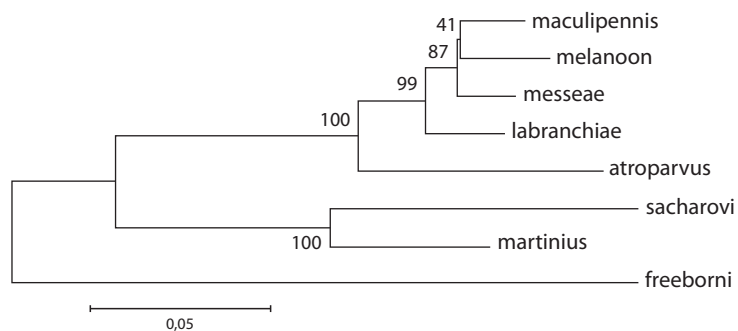 maculipennis
41
melanoon
87
messeae
99
labranchiae
100
atroparvus
sacharovi
100
martinius
freeborni
0,05